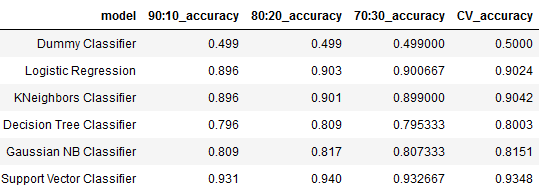 model 90:10_accuracy 80:20_accuracy 70:30_accuracy CV_accuracy
Dummy Classifier 0.499 0.499 0.499000 0.5000
Logistic Regression 0.896 0.903 0.900667 0.9024
KNeighbors Classifier 0.896 0.901 0.899000 0.9042
Decision Tree Classifier 0.796 0.809 0.795333 0.8003
Gaussian NB Classifier 0.809 0.817 0.807333 0.8151
Support Vector Classifier 0.931 0.940 0.932667 0.9348